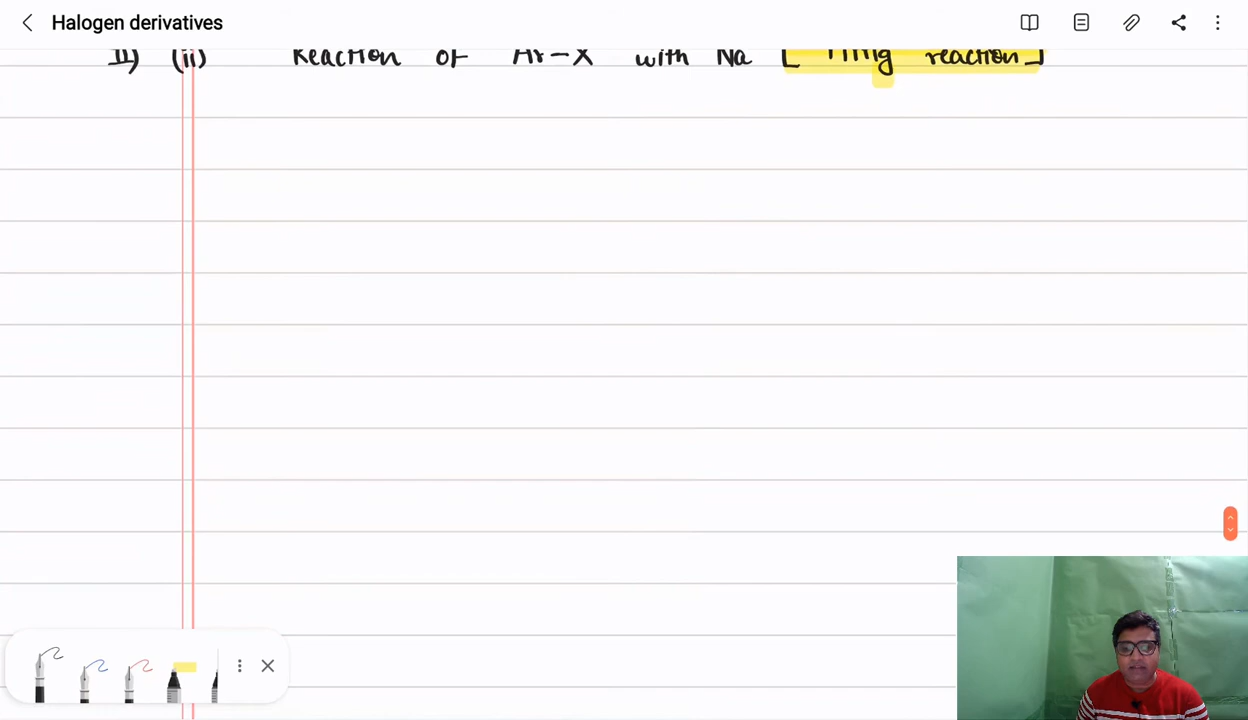 Halogen derivatives
II) (ii) Reaction of Ar-X with Na [ Fittig reaction ]